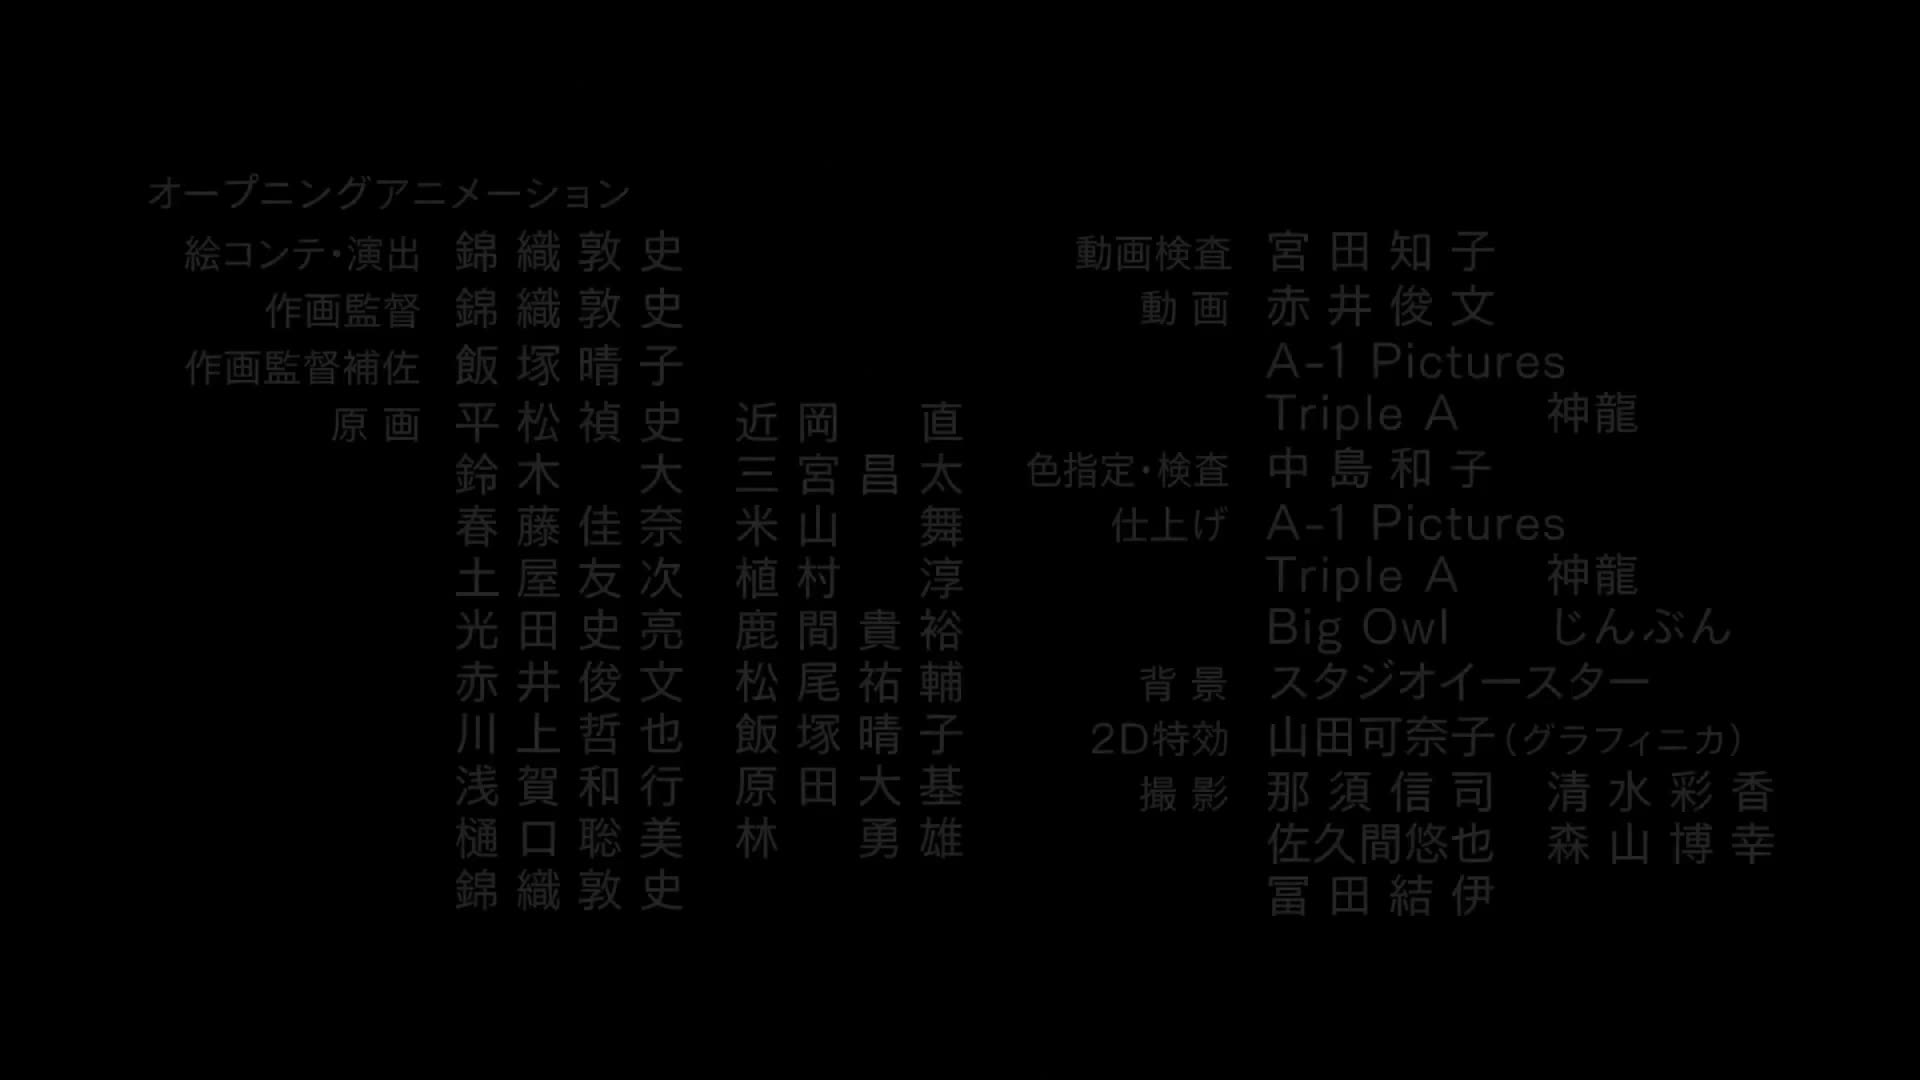 オープニングアニメーション
絵コンテ・演出 錦織敦史
作画監督 錦織敦史
作画監督補佐 飯塚晴子
原画 平松禎史 近岡直
鈴木大 三宮昌太
春藤佳奈 米山舞
土屋友次 植村淳
光田史亮 鹿間貴裕
赤井俊文 松尾祐輔
川上哲也 飯塚晴子
浅賀和行 原田大基
樋口聡美 林勇雄
錦織敦史
動画検査 宮田知子
動画 赤井俊文
A-1 Pictures
Triple A 神龍
色指定・検査 中島和子
仕上げ A-1 Pictures
Triple A 神龍
Big Owl じんぷん
背景 スタジオイースター
2D特効 山田可奈子(グラフィニカ)
撮影 那須信司 清水彩香
佐久間悠也 森山博幸
冨田結伊